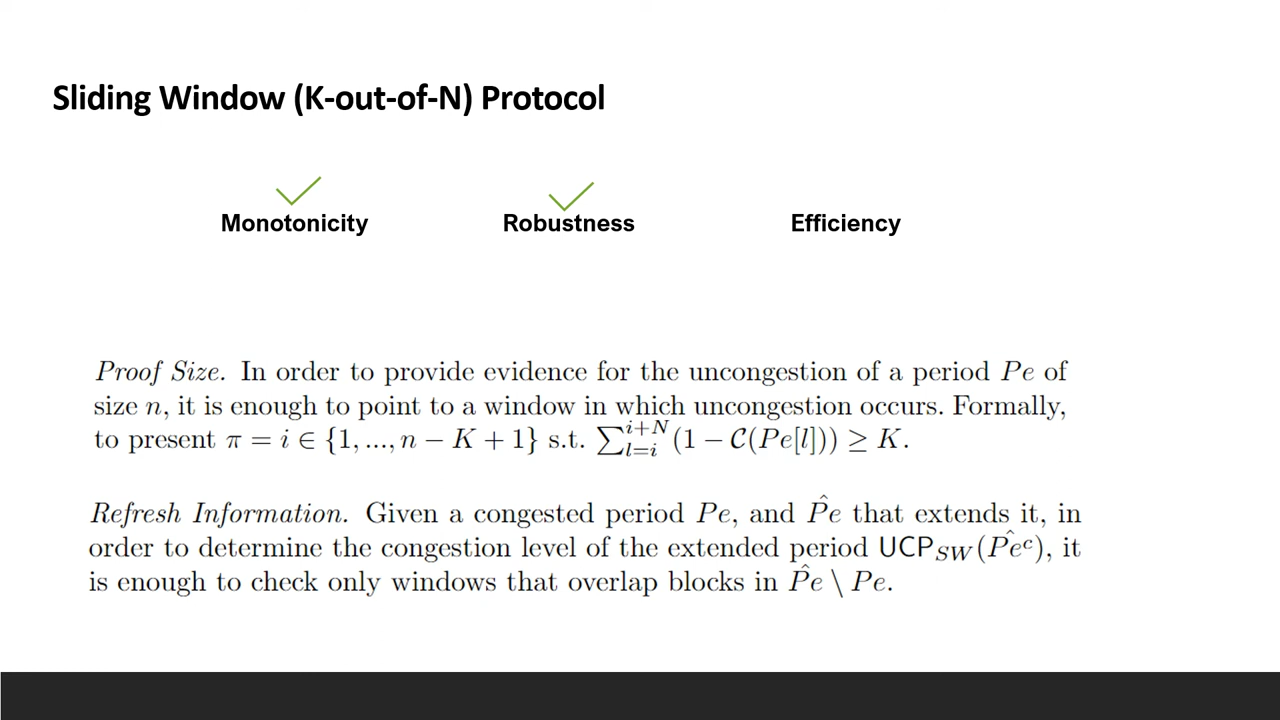 Sliding Window (K-out-of-N) Protocol
Monotonicity Robustness Efficiency
Proof Size. In order to provide evidence for the uncongestion of a period Pe of
size n, it is enough to point to a window in which uncongestion occurs. Formally,
to present π = i ∈ {1, ..., n − K + 1} s.t. ∑_{l=i}^{i+N}(1 − C(Pe[l])) ≥ K.
Refresh Information. Given a congested period Pe, and P̂e that extends it, in
order to determine the congestion level of the extended period UCP_{SW}(P̂e^c), it
is enough to check only windows that overlap blocks in P̂e \ Pe.